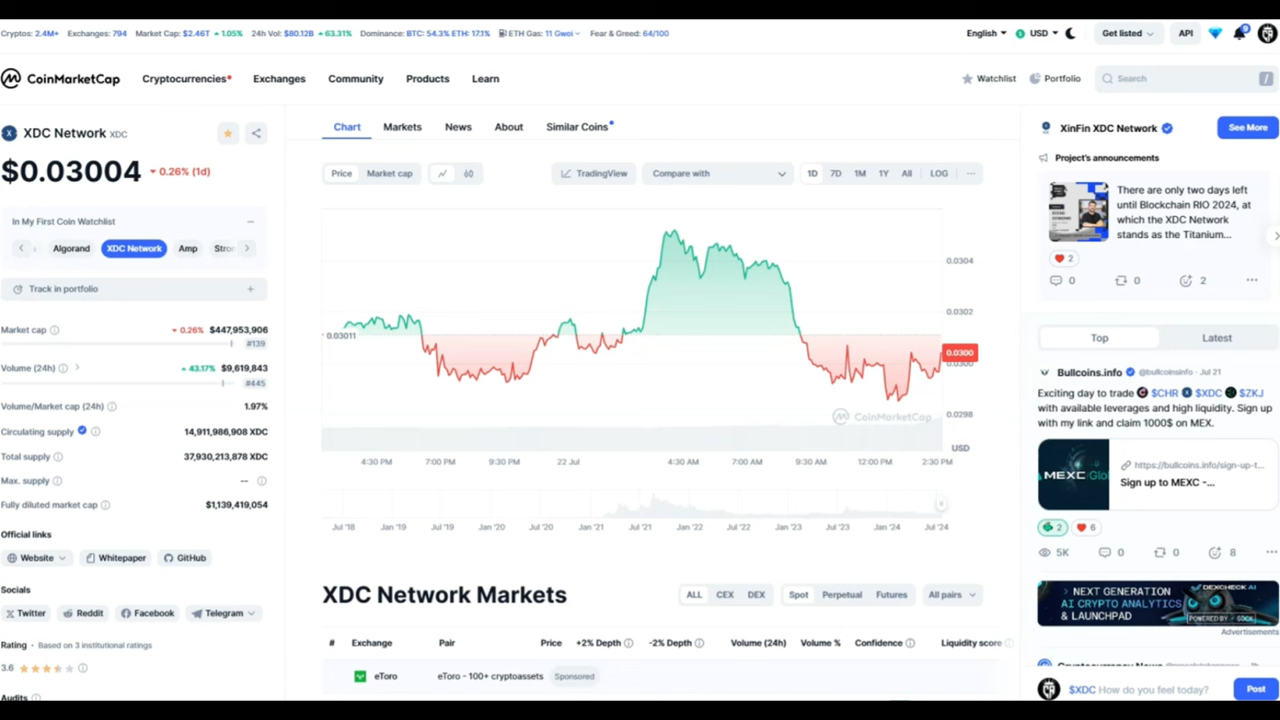 Cryptos: 2.4M+ Exchanges: 794 Market Cap: $2.46T 1.05% 24h Vol: $80.12B 63.31% Dominance: BTC: 54.3% ETH: 17.1% ETH Gas: 11 Gwei Fear & Greed: 64/100
English USD Get listed API
CoinMarketCap Cryptocurrencies Exchanges Community Products Learn
Watchlist Portfolio Search /
XDC Network XDC
$0.03004 0.26% (1d)
In My First Coin Watchlist
Algorand XDC Network Amp
Track in portfolio +
Market cap 0.26% $447,953,906
#139
Volume (24h) 43.17% $9,619,843
#445
Volume/Market cap (24h) 1.97%
Circulating supply 14,911,986,908 XDC
Total supply 37,930,213,878 XDC
Max. supply --
Fully diluted market cap $1,139,419,054
Official links
Website Whitepaper GitHub
Socials
Twitter Reddit Facebook Telegram
Rating · Based on 3 institutional ratings
3.6
Audits
Chart Markets News About Similar Coins
Price Market cap TradingView Compare with 1D 7D 1M 1Y All LOG ...
0.0304
0.0302
0.03011
0.0300
0.0300
0.0298
CoinMarketCap
USD
4:30 PM 7:00 PM 9:30 PM 22 Jul 4:30 AM 7:00 AM 9:30 AM 12:00 PM 2:30 PM
Jul '18 Jan '19 Jul '19 Jan '20 Jul '20 Jan '21 Jul '21 Jan '22 Jul '22 Jan '23 Jul '23 Jan '24 Jul '24
XDC Network Markets ALL CEX DEX Spot Perpetual Futures All pairs
# Exchange Pair Price +2% Depth -2% Depth Volume (24h) Volume % Confidence Liquidity score
eToro eToro - 100+ cryptoassets Sponsored
XinFin XDC Network See More
Project's announcements
There are only two days left
until Blockchain RIO 2024, at
which the XDC Network
stands as the Titanium...
2
0 0 2 ...
Top Latest
Bullcoins.info @bullcoinsinfo · Jul 21
Exciting day to trade $CHR $XDC $ZKJ
with available leverages and high liquidity. Sign up
with my link and claim 1000$ on MEX.
MEXC Glo
https://bullcoins.info/sign-up-t...
Sign up to MEXC -...
2 6
5K 0 0 8 ...
NEXT GENERATION
AI CRYPTO ANALYTICS
& LAUNCHPAD
DEXCHECK AI
POWERED BY
Advertisements
$XDC How do you feel today? Post